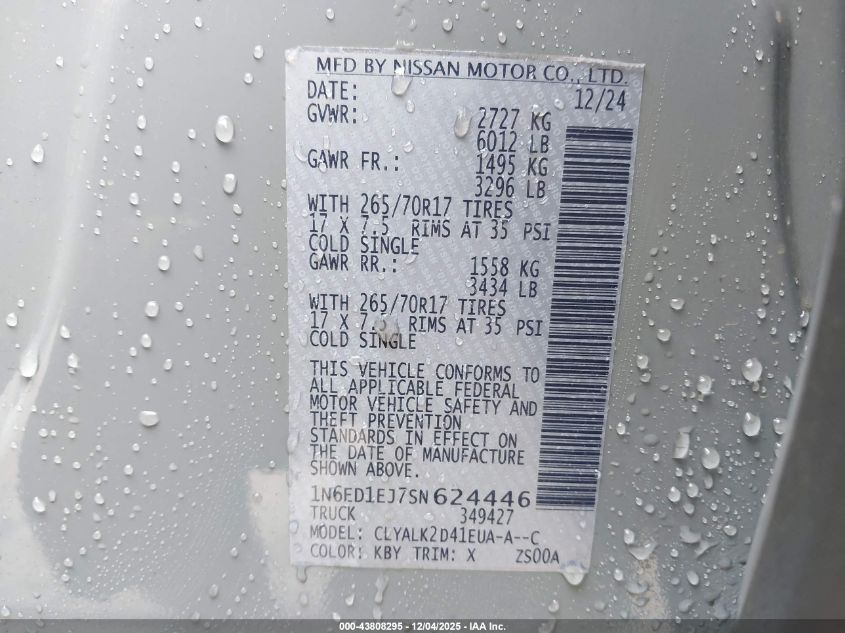 MFD BY NISSAN MOTOR CO., LTD.
DATE: 12/24
GVWR: 2727 KG
6012 LB
GAWR FR.: 1495 KG
3296 LB
WITH 265/70R17 TIRES
17 X 7.5 RIMS AT 35 PSI
COLD SINGLE
GAWR RR.: 1558 KG
3434 LB
WITH 265/70R17 TIRES
17 X 7.5 RIMS AT 35 PSI
COLD SINGLE
THIS VEHICLE CONFORMS TO
ALL APPLICABLE FEDERAL
MOTOR VEHICLE SAFETY AND
THEFT PREVENTION
STANDARDS IN EFFECT ON
THE DATE OF MANUFACTURE
SHOWN ABOVE.
1N6ED1EJ7SN624446
TRUCK 349427
MODEL: CLYALK2D41EUA-A--C
COLOR: KBY TRIM: X ZS00A
000-43808295 - 12/04/2025 - IAA Inc.